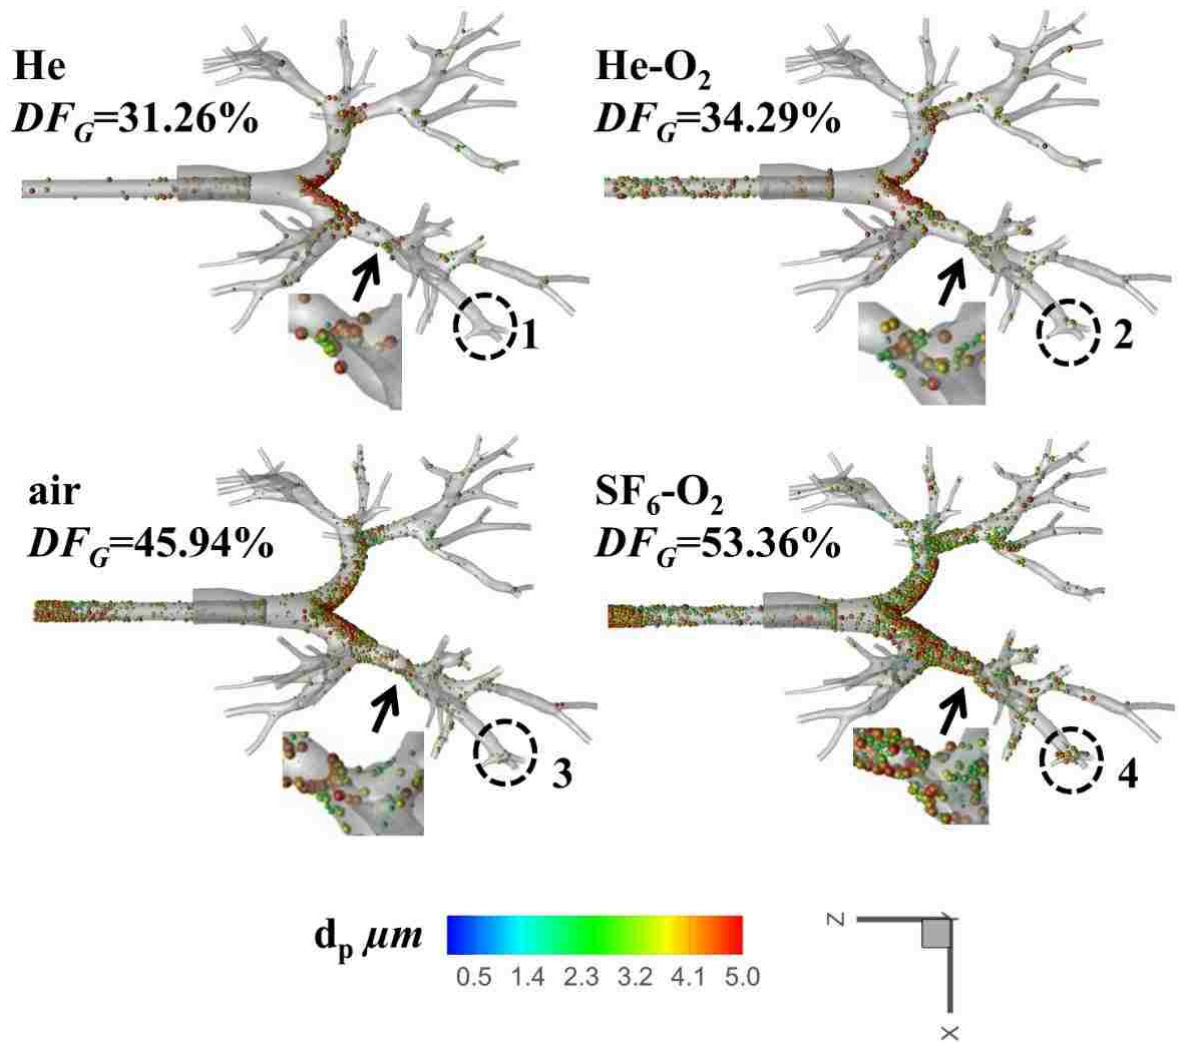 He
DF_G=31.26%
He-O₂
DF_G=34.29%
1
2
air
DF_G=45.94%
SF₆-O₂
DF_G=53.36%
3
4
d_p μm
0.5 1.4 2.3 3.2 4.1 5.0
Z
X